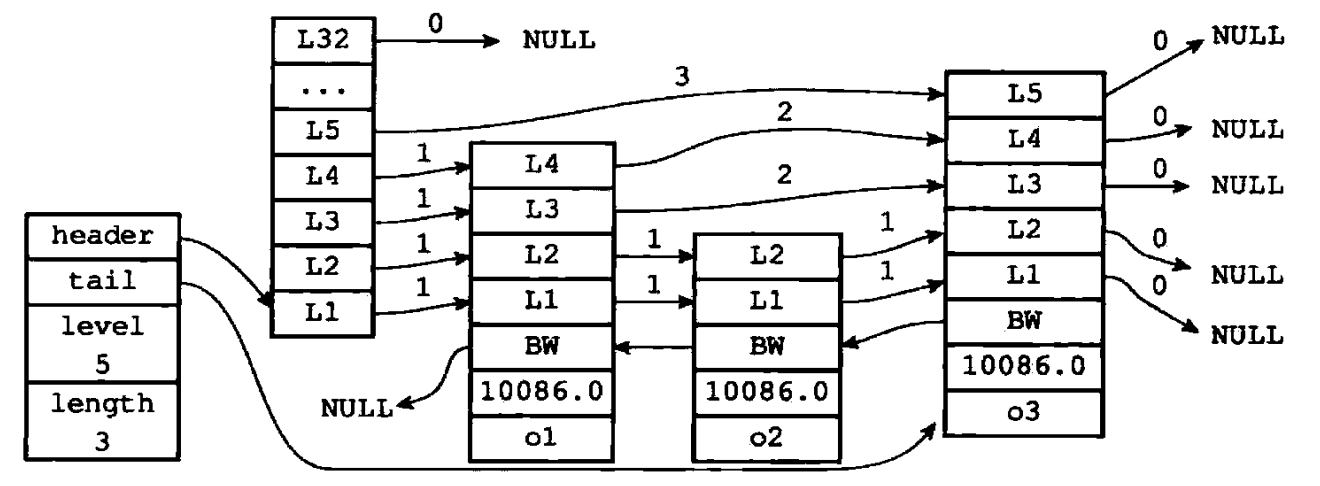 header
tail
level
5
length
3
L32
...
L5
L4
L3
L2
L1
0
NULL
3
1
1
1
1
L4
L3
L2
L1
BW
10086.0
o1
NULL
2
2
1
1
L2
L1
BW
10086.0
o2
1
1
L5
L4
L3
L2
L1
BW
10086.0
o3
0
NULL
0
NULL
0
NULL
0
NULL
0
NULL